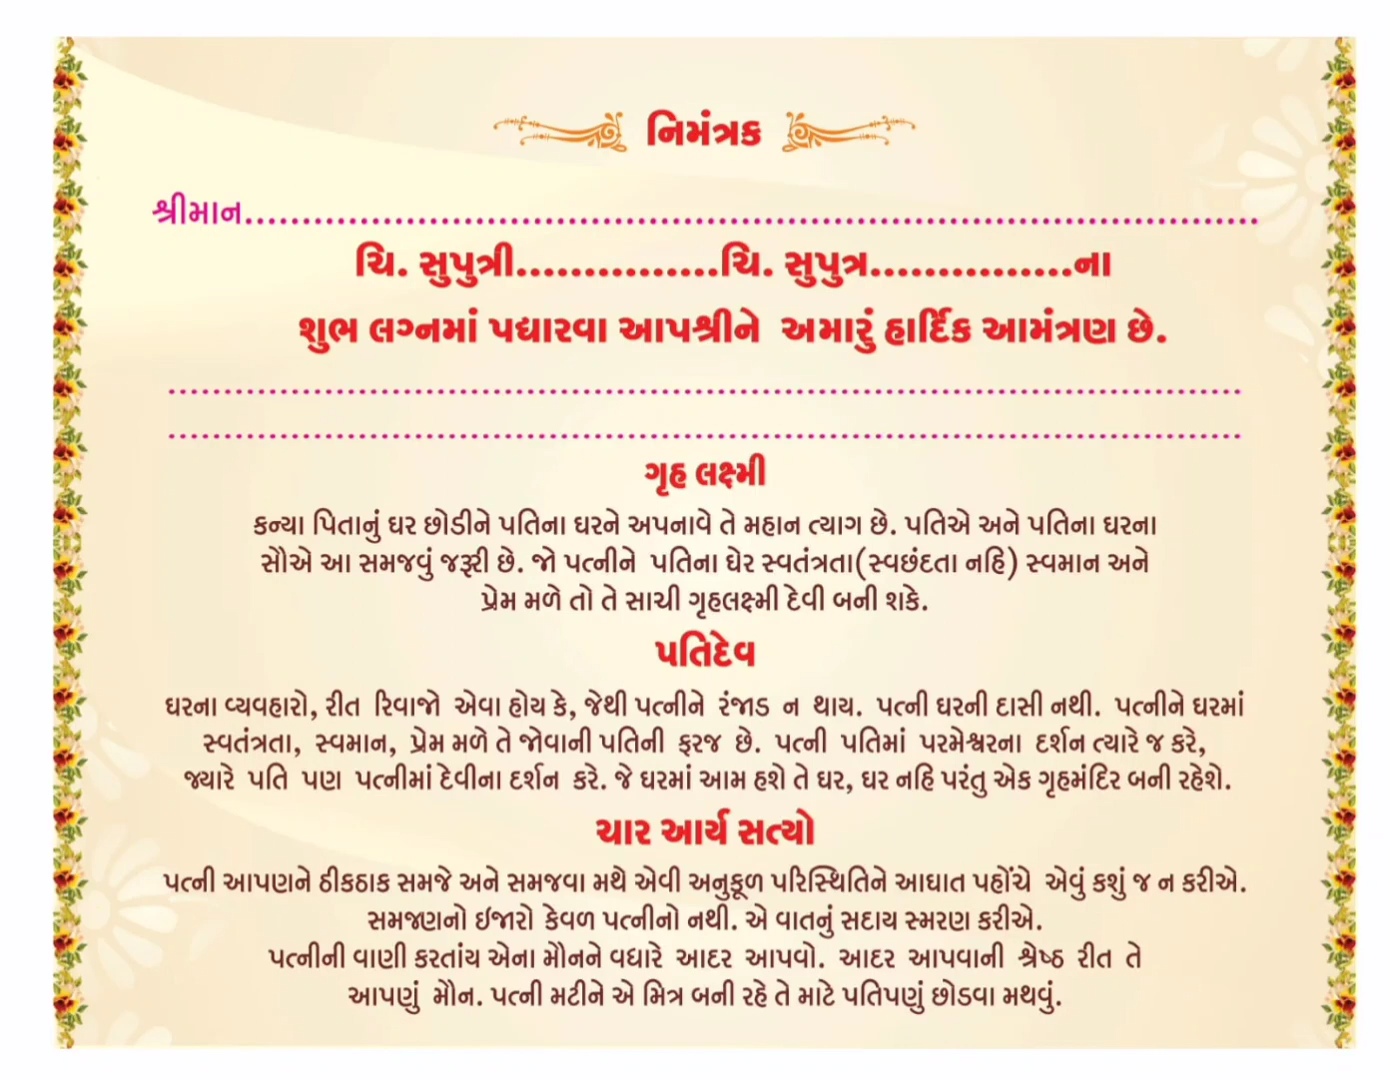 નિમંત્રક
શ્રીમાન..........................................................................................
ચિ. સુપુત્રી...............ચિ. સુપુત્ર...............ના
શુભ લગ્નમાં પધારવા આપશ્રીને અમારું હાર્દિક આમંત્રણ છે.
................................................................................................
................................................................................................
ગૃહ લક્ષ્મી
કન્યા પિતાનું ઘર છોડીને પતિના ઘરને અપનાવે તે મહાન ત્યાગ છે. પતિએ અને પતિના ઘરના
સૌએ આ સમજવું જરૂરી છે. જો પત્નીને પતિના ઘેર સ્વતંત્રતા(સ્વછંદતા નહિ) સ્વમાન અને
પ્રેમ મળે તો તે સાચી ગૃહલક્ષ્મી દેવી બની શકે.
પતિદેવ
ઘરના વ્યવહારો, રીત રિવાજો એવા હોય કે, જેથી પત્નીને રંજાડ ન થાય. પત્ની ઘરની દાસી નથી. પત્નીને ઘરમાં
સ્વતંત્રતા, સ્વમાન, પ્રેમ મળે તે જોવાની પતિની ફરજ છે. પત્ની પતિમાં પરમેશ્વરના દર્શન ત્યારે જ કરે,
જ્યારે પતિ પણ પત્નીમાં દેવીના દર્શન કરે. જે ઘરમાં આમ હશે તે ઘર, ઘર નહિ પરંતુ એક ગૃહમંદિર બની રહેશે.
ચાર આર્ય સત્યો
પત્ની આપણને ઠીકઠાક સમજે અને સમજવા મથે એવી અનુકૂળ પરિસ્થિતિને આઘાત પહોંચે એવું કશું જ ન કરીએ.
સમજણનો ઈજારો કેવળ પત્નીનો નથી. એ વાતનું સદાય સ્મરણ કરીએ.
પત્નીની વાણી કરતાંય એના મૌનને વધારે આદર આપવો. આદર આપવાની શ્રેષ્ઠ રીત તે
આપણું મૌન. પત્ની મટીને એ મિત્ર બની રહે તે માટે પતિપણું છોડવા મથવું.